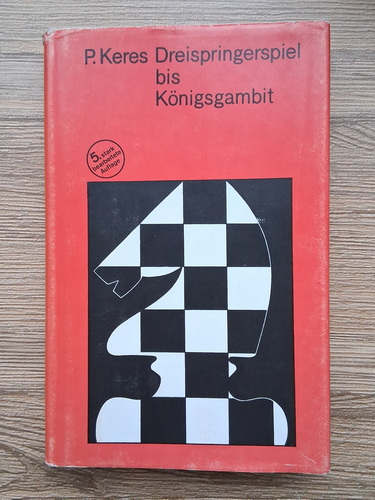 P. Keres Dreispringerspiel
bis
Königsgambit
5. stark
bearbeitete
Auflage